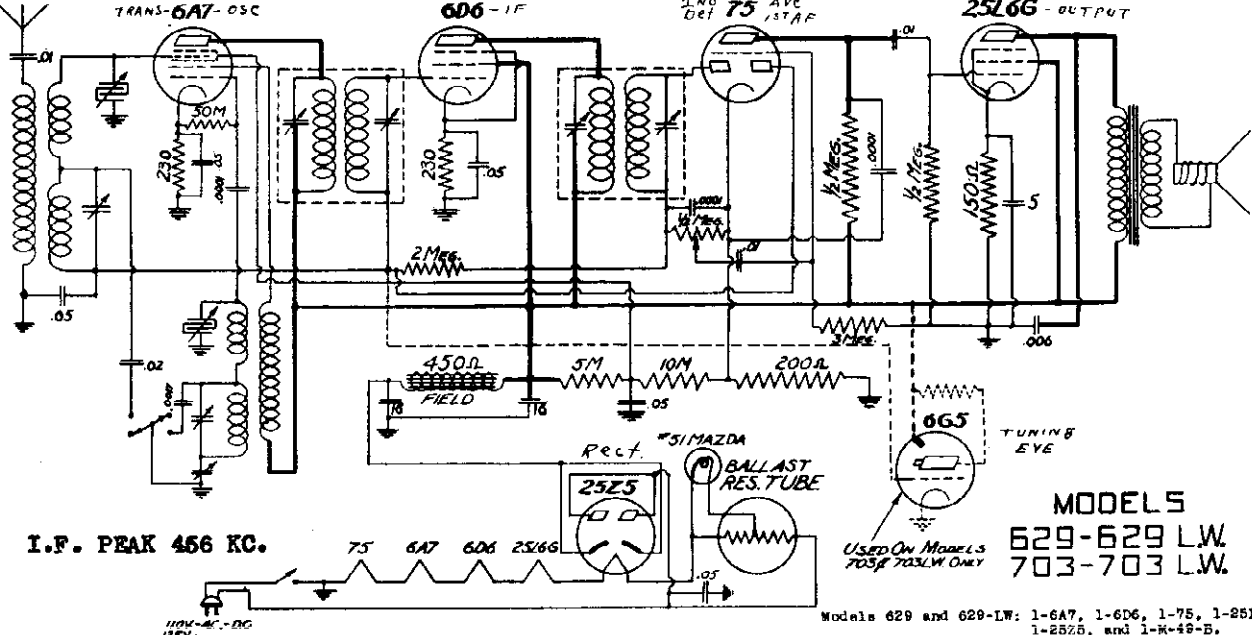 TRANS-6A7-OSC
6D6-IF
2ND DET 75 AVC 1ST AF
25L6G-OUTPUT
.01
50M
230
.05
.0001
230
.05
.0001
½ MEG.
.01
½ MEG.
.0001
.01
½ MEG.
150Ω
5
2 MEG.
.05
.02
3 MEG.
.006
450Ω
FIELD
16
16
5M
10M
200Ω
.05
Rect.
25Z5
#51 MAZDA
BALLAST
RES. TUBE
6G5
TUNING
EYE
USED ON MODELS
703 & 703LW ONLY
MODELS
629-629 L.W.
703-703 L.W.
I.F. PEAK 456 KC.
75
6A7
6D6
25L6G
.05
110V-AC-DC
Models 629 and 629-LW: 1-6A7, 1-6D6, 1-75, 1-25L
1-25Z5, and 1-K-49-B.